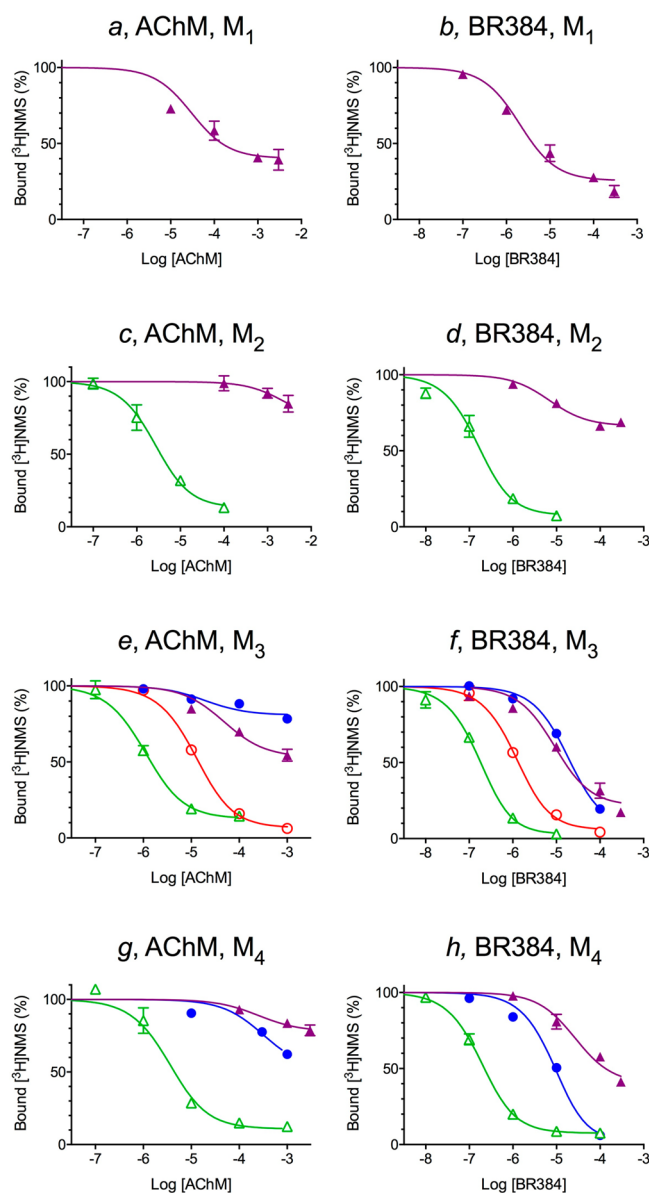 a, AChM, M1
b, BR384, M1
Bound [³H]NMS (%)
100
50
0
-7 -6 -5 -4 -3 -2
Log [AChM]
Bound [³H]NMS (%)
100
50
0
-8 -7 -6 -5 -4 -3
Log [BR384]
c, AChM, M2
d, BR384, M2
Bound [³H]NMS (%)
100
50
0
-7 -6 -5 -4 -3 -2
Log [AChM]
Bound [³H]NMS (%)
100
50
0
-8 -7 -6 -5 -4 -3
Log [BR384]
e, AChM, M3
f, BR384, M3
Bound [³H]NMS (%)
100
50
0
-7 -6 -5 -4 -3
Log [AChM]
Bound [³H]NMS (%)
100
50
0
-8 -7 -6 -5 -4 -3
Log [BR384]
g, AChM, M4
h, BR384, M4
Bound [³H]NMS (%)
100
50
0
-7 -6 -5 -4 -3
Log [AChM]
Bound [³H]NMS (%)
100
50
0
-8 -7 -6 -5 -4 -3
Log [BR384]